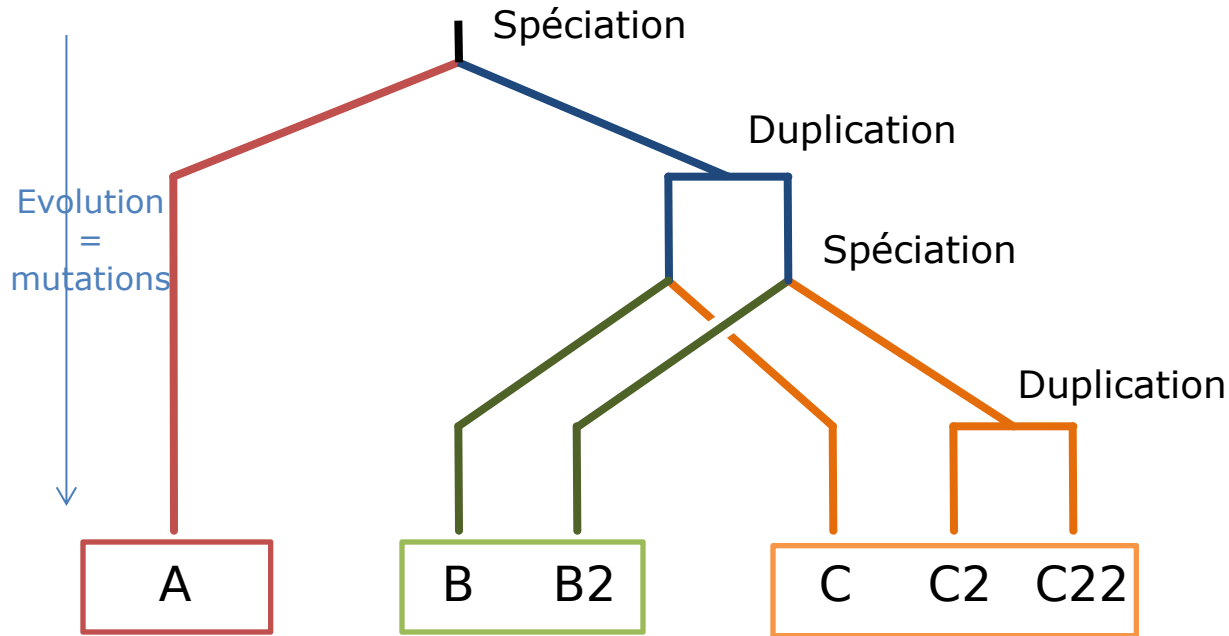 Spéciation
Duplication
Evolution
=
mutations
Spéciation
Duplication
A
B
B2
C
C2
C22